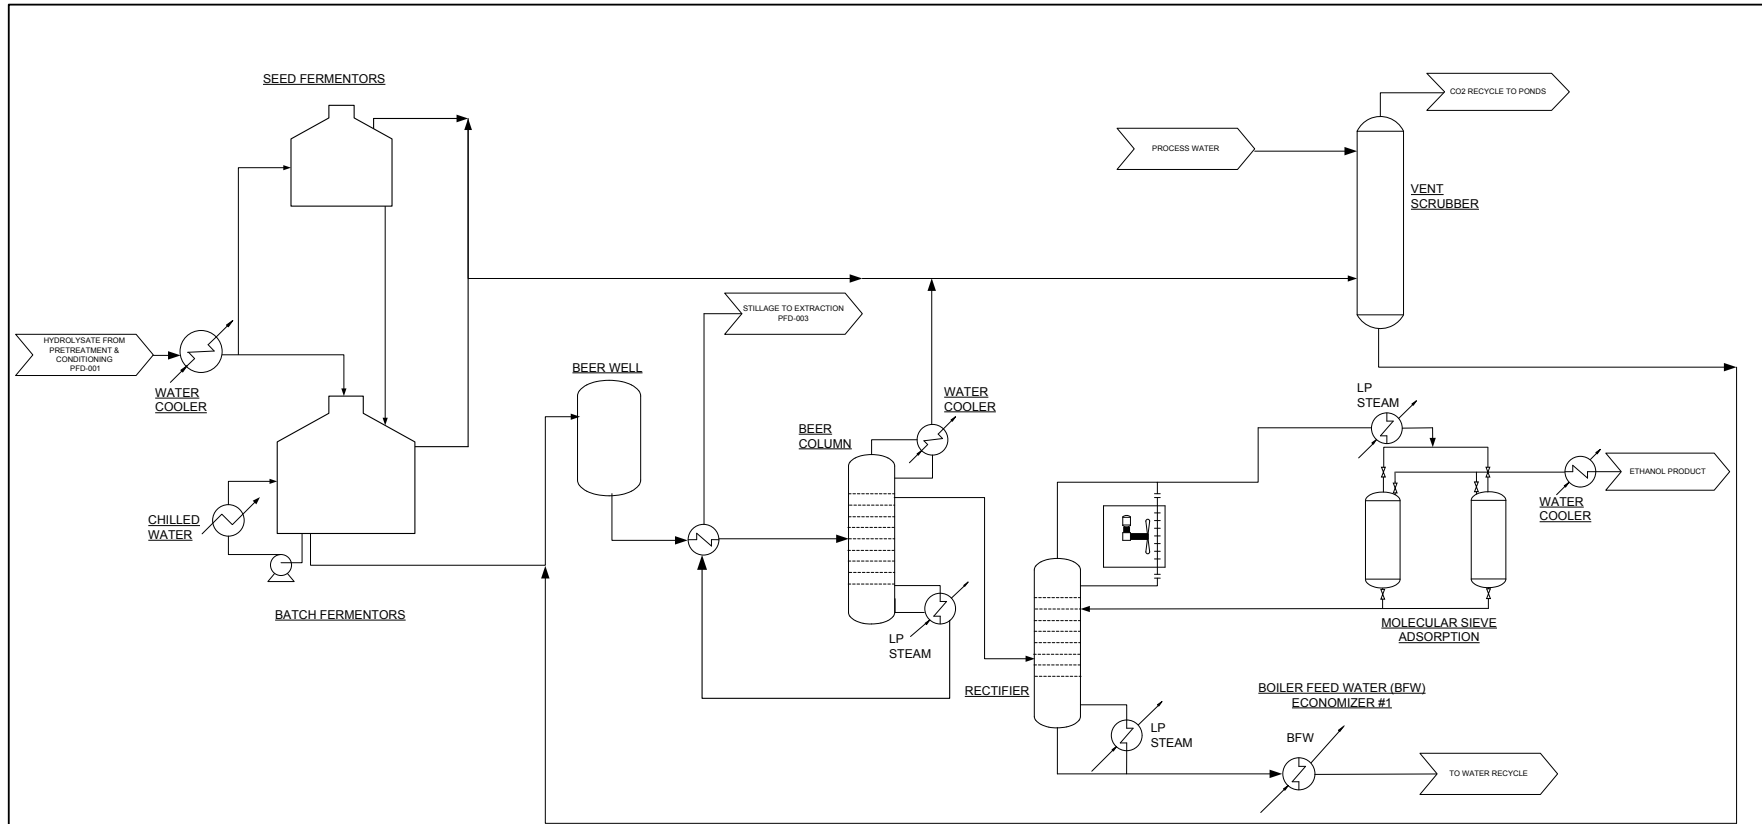 SEED FERMENTORS
CO2 RECYCLE TO PONDS
PROCESS WATER
VENT
SCRUBBER
STILLAGE TO EXTRACTION
PFD-003
HYDROLYSATE FROM
PRETREATMENT &
CONDITIONING
PFD-001
WATER
COOLER
BEER WELL
BEER
COLUMN
WATER
COOLER
LP
STEAM
ETHANOL PRODUCT
WATER
COOLER
CHILLED
WATER
BATCH FERMENTORS
LP
STEAM
MOLECULAR SIEVE
ADSORPTION
RECTIFIER
BOILER FEED WATER (BFW)
ECONOMIZER #1
LP
STEAM
BFW
TO WATER RECYCLE